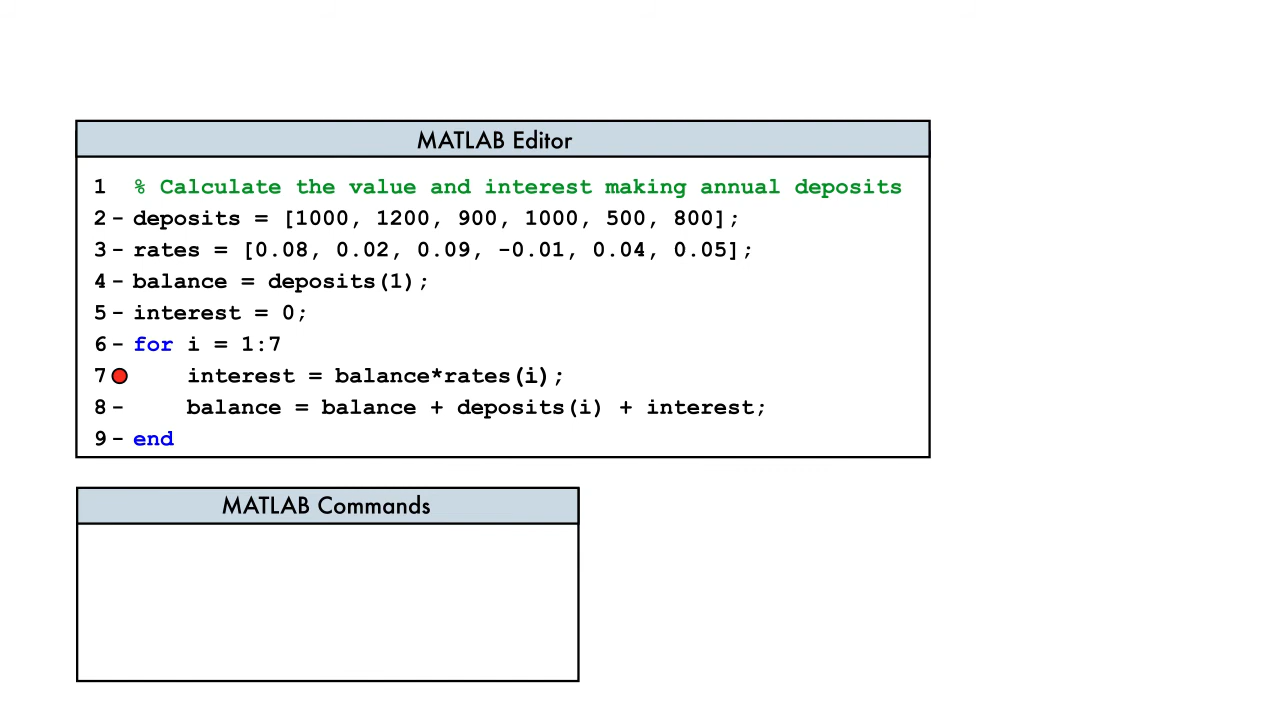 MATLAB Editor
1 % Calculate the value and interest making annual deposits
2 - deposits = [1000, 1200, 900, 1000, 500, 800];
3 - rates = [0.08, 0.02, 0.09, -0.01, 0.04, 0.05];
4 - balance = deposits(1);
5 - interest = 0;
6 - for i = 1:7
7 interest = balance*rates(i);
8 - balance = balance + deposits(i) + interest;
9 - end
MATLAB Commands